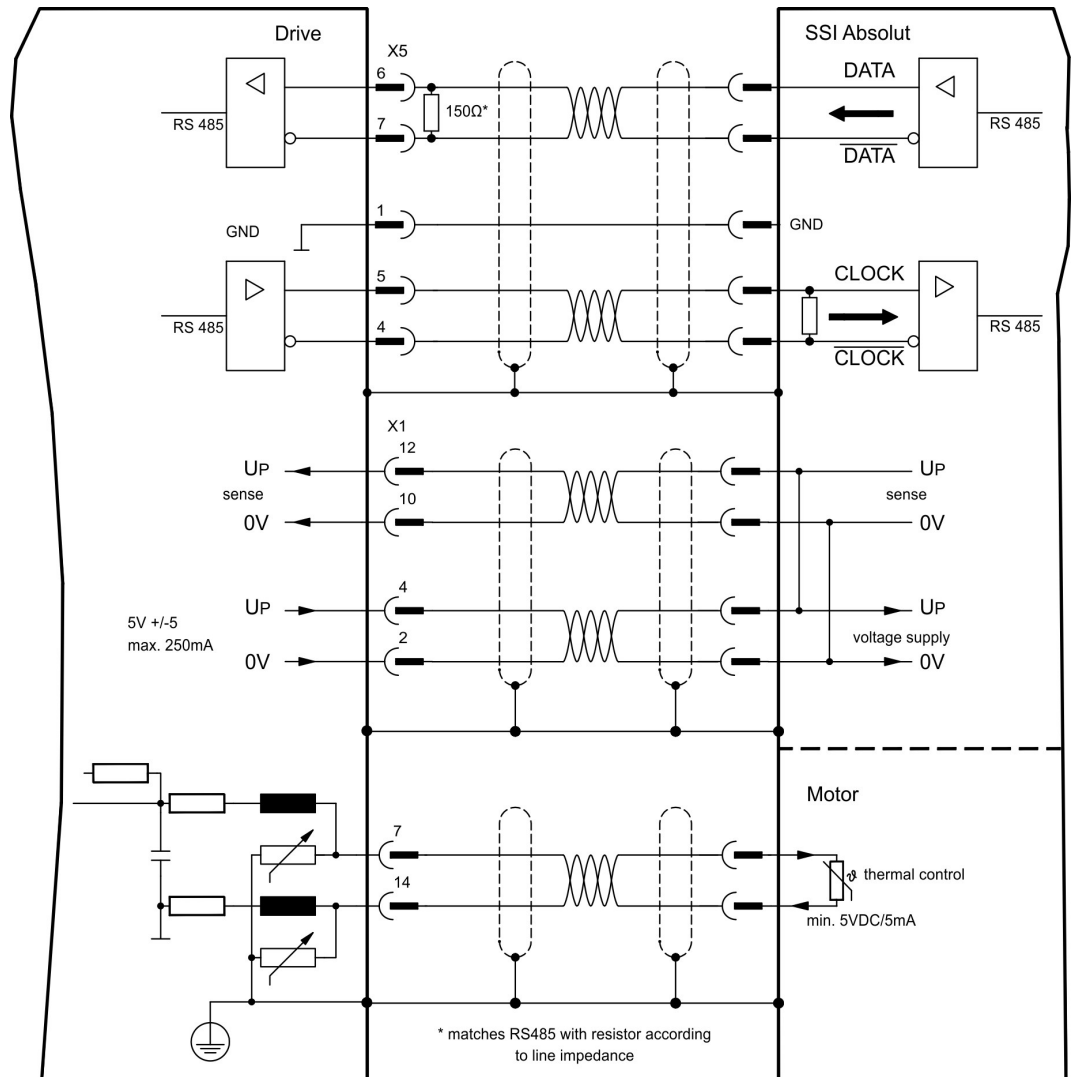 Drive
SSI Absolut
X5
6
DATA
150Ω*
RS 485
7
RS 485
DATA
1
GND
GND
5
CLOCK
RS 485
4
RS 485
CLOCK
X1
12
UP
UP
sense
10
sense
0V
0V
4
UP
UP
5V +/-5
max. 250mA
2
voltage supply
0V
0V
Motor
7
ϑ thermal control
14
min. 5VDC/5mA
* matches RS485 with resistor according
to line impedance